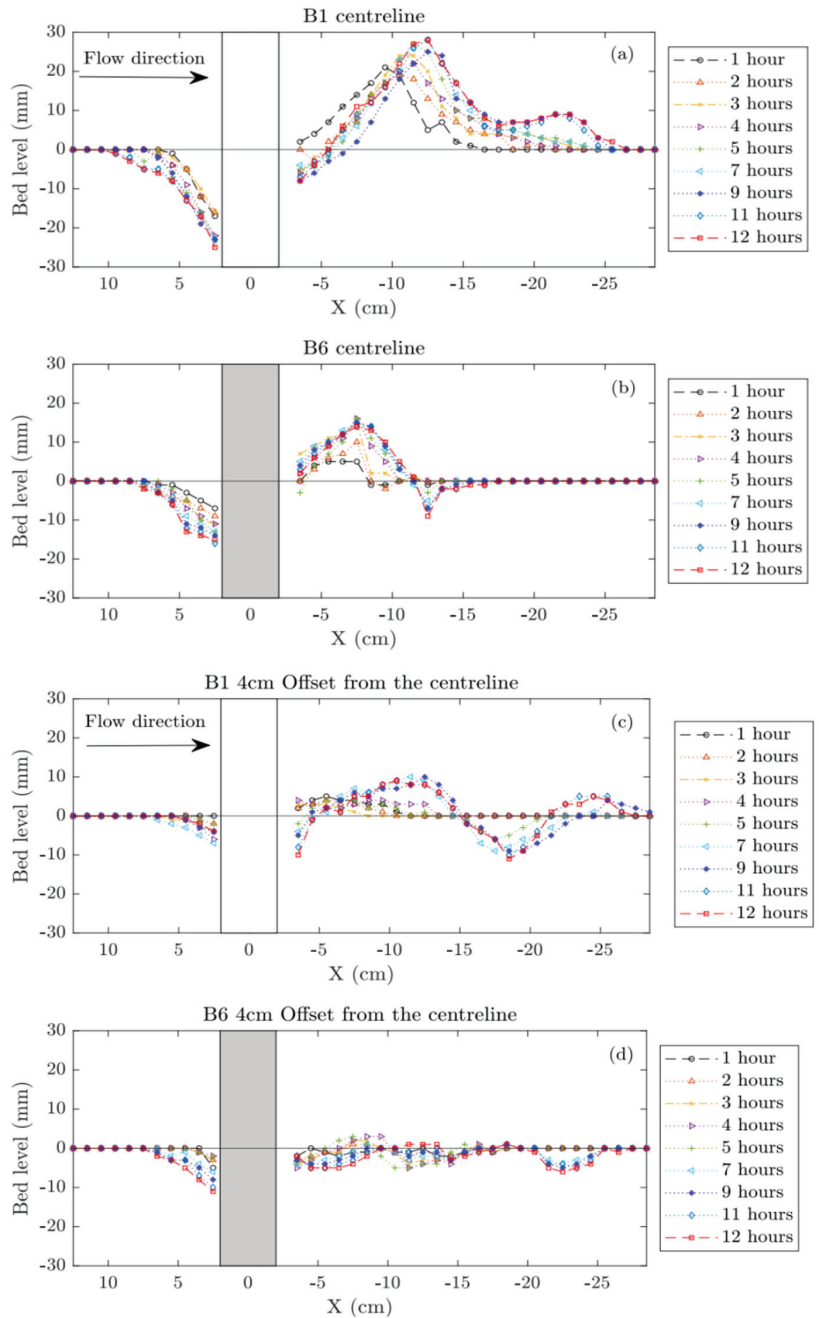 B1 centreline
(a)
Flow direction
30
20
10
0
-10
-20
-30
Bed level (mm)
10
5
0
-5
-10
-15
-20
-25
X (cm)
1 hour
2 hours
3 hours
4 hours
5 hours
7 hours
9 hours
11 hours
12 hours
B6 centreline
(b)
30
20
10
0
-10
-20
-30
Bed level (mm)
10
5
0
-5
-10
-15
-20
-25
X (cm)
1 hour
2 hours
3 hours
4 hours
5 hours
7 hours
9 hours
11 hours
12 hours
B1 4cm Offset from the centreline
(c)
Flow direction
30
20
10
0
-10
-20
-30
Bed level (mm)
10
5
0
-5
-10
-15
-20
-25
X (cm)
1 hour
2 hours
3 hours
4 hours
5 hours
7 hours
9 hours
11 hours
12 hours
B6 4cm Offset from the centreline
(d)
30
20
10
0
-10
-20
-30
Bed level (mm)
10
5
0
-5
-10
-15
-20
-25
X (cm)
1 hour
2 hours
3 hours
4 hours
5 hours
7 hours
9 hours
11 hours
12 hours